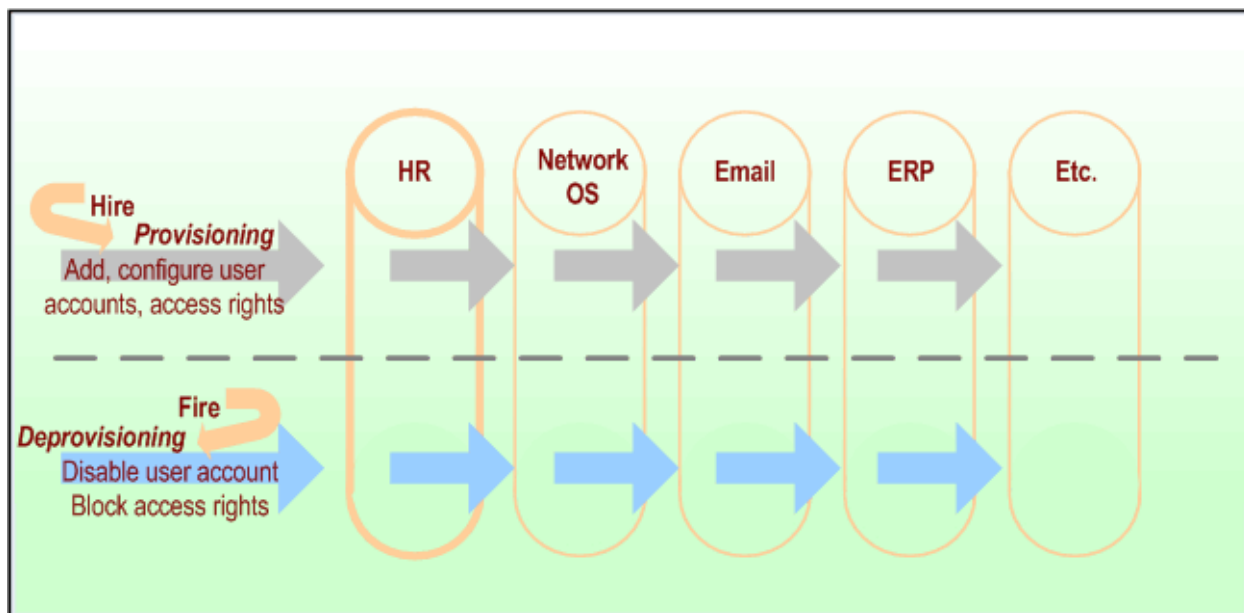 HR
Network
OS
Email
ERP
Etc.
Hire
Provisioning
Add, configure user
accounts, access rights
Fire
Deprovisioning
Disable user account
Block access rights